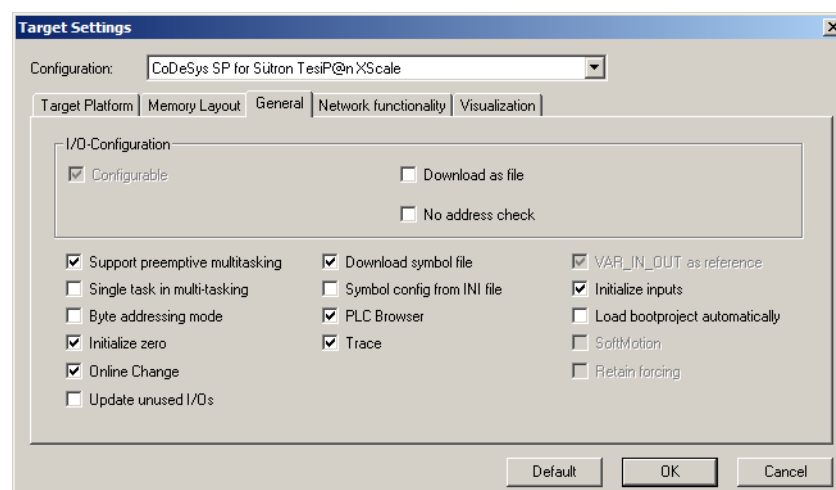 Target Settings
Configuration: CoDeSys SP for Sütron TesiP@n XScale
Target Platform Memory Layout General Network functionality Visualization
I/O-Configuration
Configurable Download as file
No address check
Support preemptive multitasking Download symbol file VAR_IN_OUT as reference
Single task in multi-tasking Symbol config from INI file Initialize inputs
Byte addressing mode PLC Browser Load bootproject automatically
Initialize zero Trace SoftMotion
Online Change Retain forcing
Update unused I/Os
Default OK Cancel